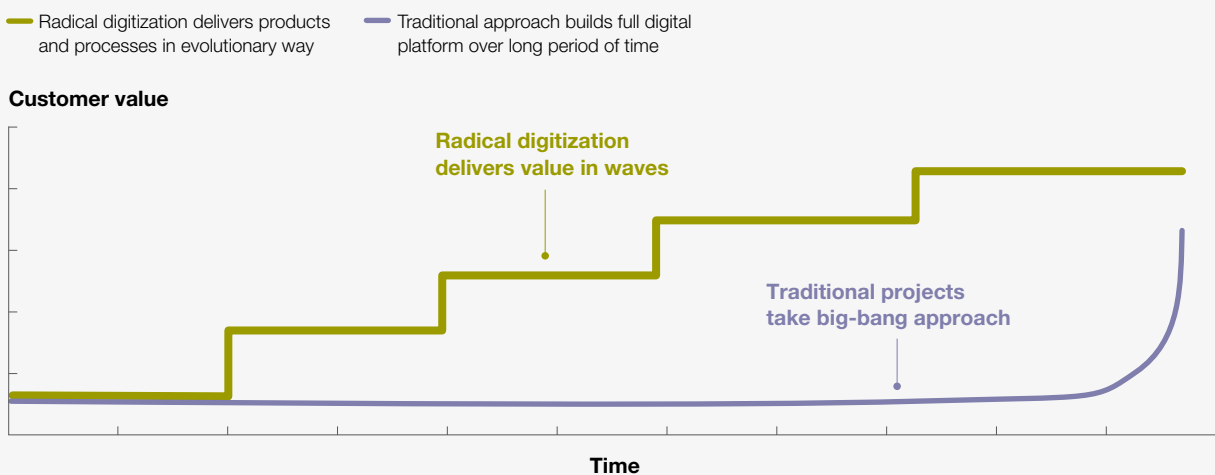 Radical digitization delivers products
and processes in evolutionary way
Traditional approach builds full digital
platform over long period of time
Customer value
Radical digitization
delivers value in waves
Traditional projects
take big-bang approach
Time